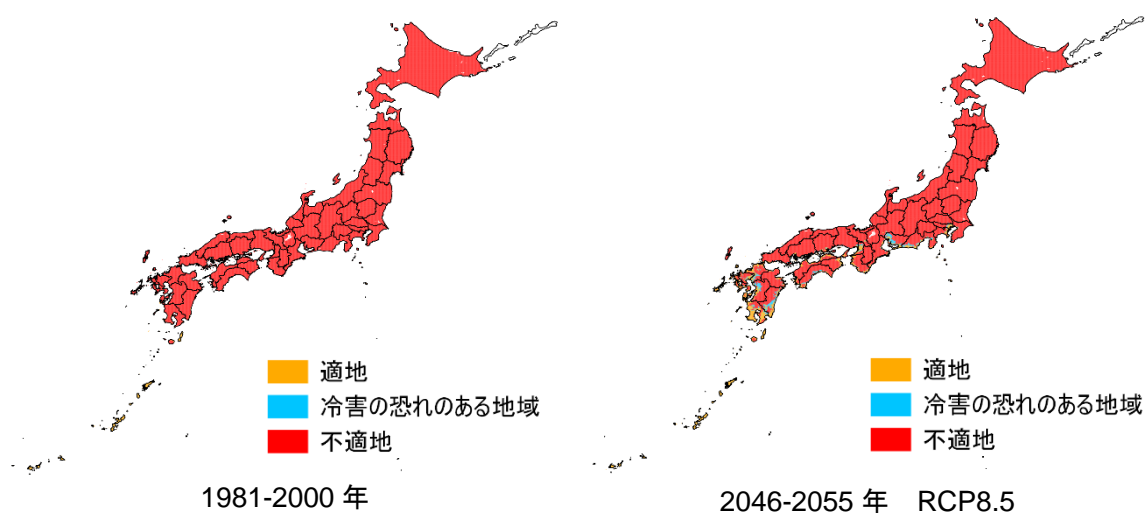 適地
冷害の恐れのある地域
不適地
1981-2000 年
適地
冷害の恐れのある地域
不適地
2046-2055 年 RCP8.5